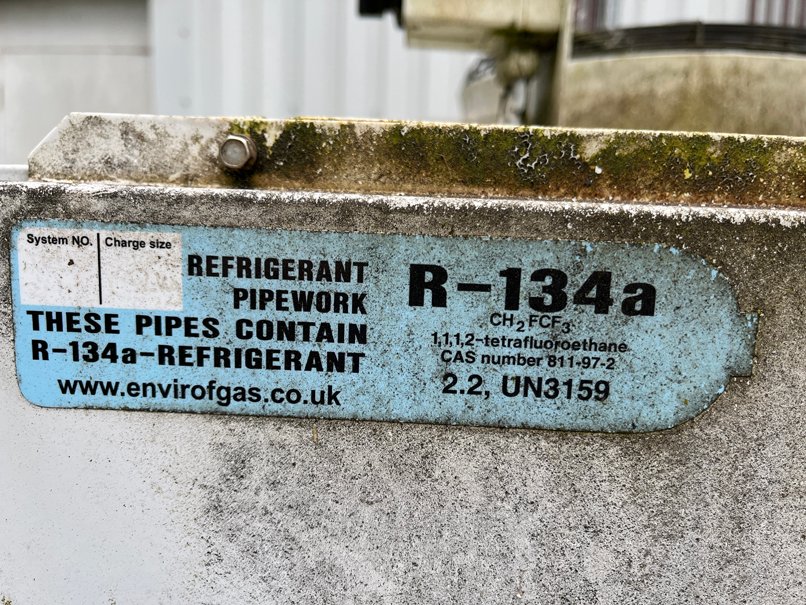 System NO. Charge size
REFRIGERANT
PIPEWORK
THESE PIPES CONTAIN
R-134a-REFRIGERANT
www.envirofgas.co.uk
R-134a
CH₂FCF₃
1,1,1,2-tetrafluoroethane
CAS number 811-97-2
2.2, UN3159